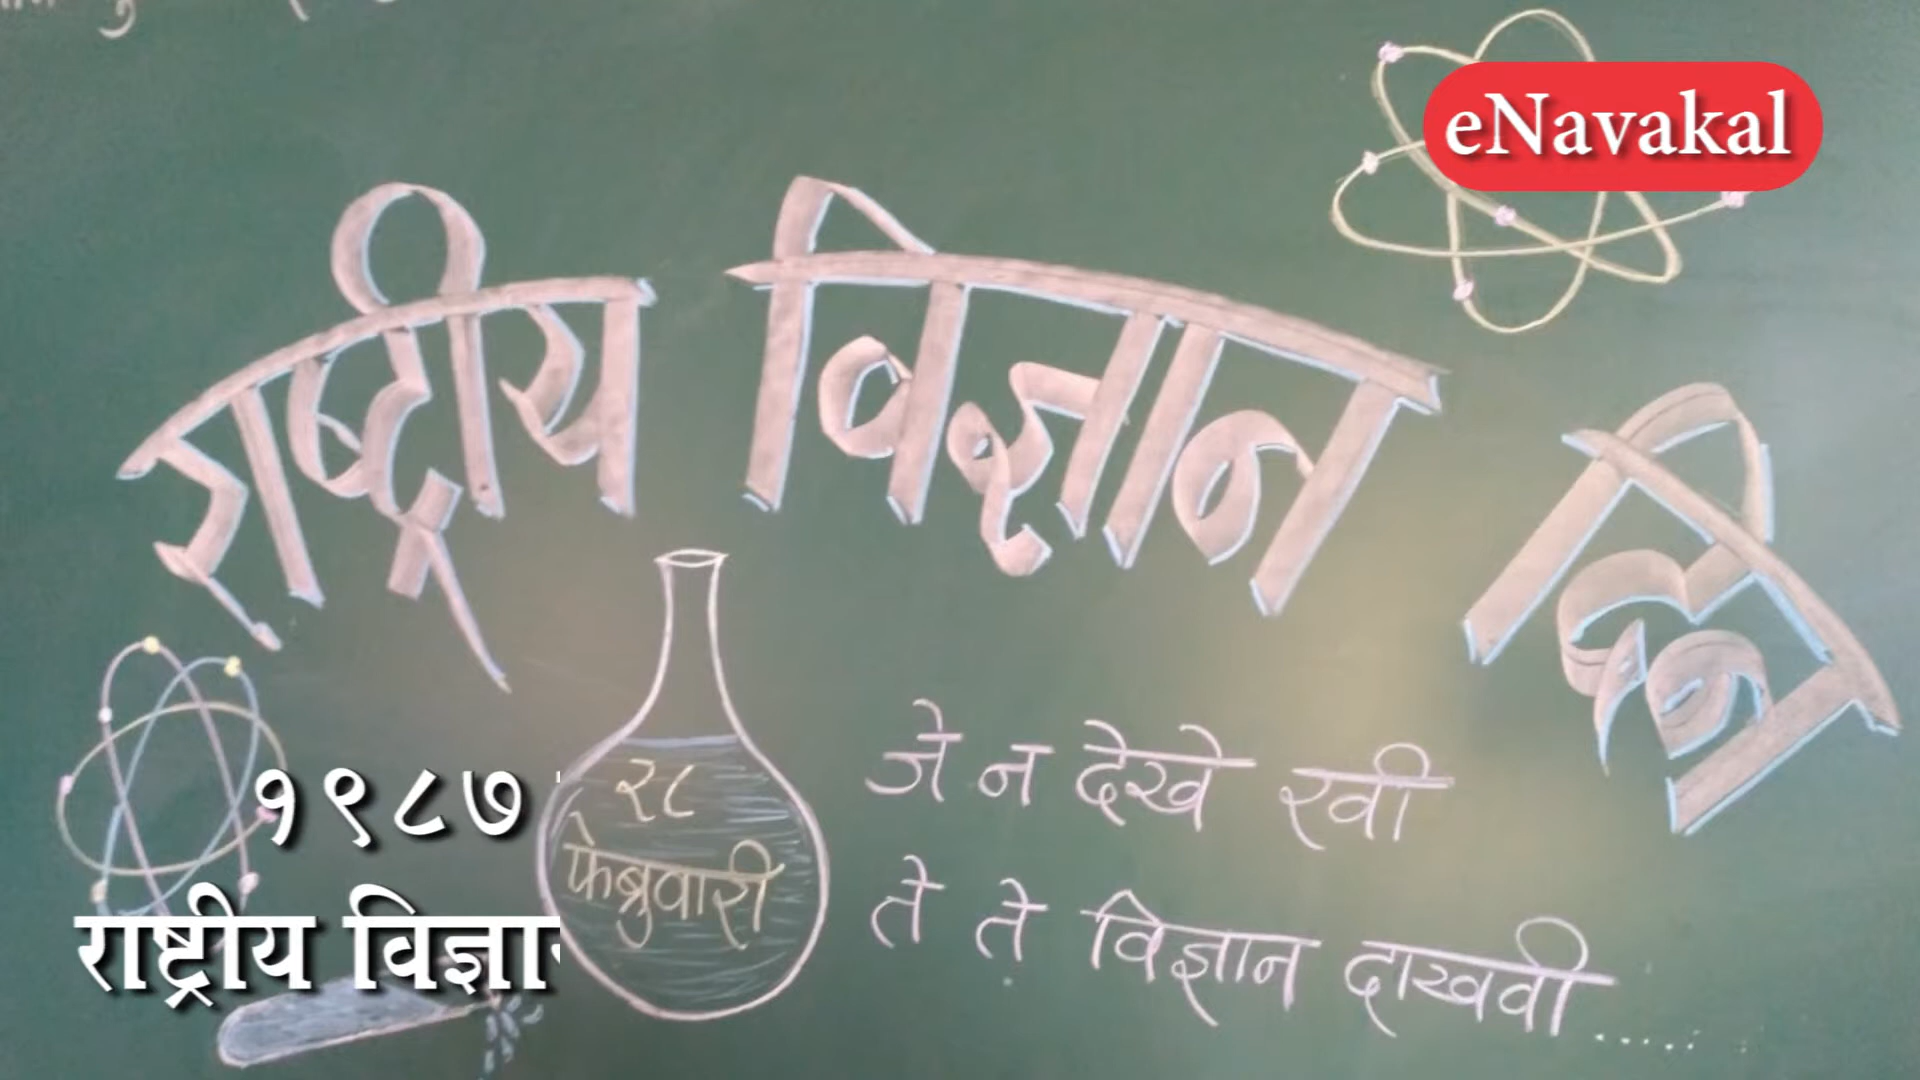 eNavakal
राष्ट्रीय विज्ञान दिन
२८
फेब्रुवारी
जे न देखे रवी
ते ते विज्ञान दाखवी......
१९८७
राष्ट्रीय विज्ञा